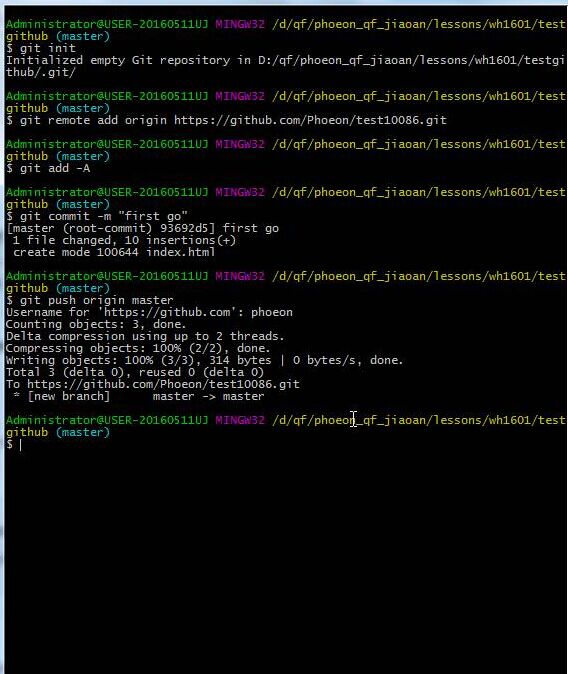 Administrator@USER-20160511UJ MINGW32 /d/qf/phoeon_qf_jiaoan/lessons/wh1601/test
github (master)
$ git init
Initialized empty Git repository in D:/qf/phoeon_qf_jiaoan/lessons/wh1601/testgi
thub/.git/
Administrator@USER-20160511UJ MINGW32 /d/qf/phoeon_qf_jiaoan/lessons/wh1601/test
github (master)
$ git remote add origin https://github.com/Phoeon/test10086.git
Administrator@USER-20160511UJ MINGW32 /d/qf/phoeon_qf_jiaoan/lessons/wh1601/test
github (master)
$ git add -A
Administrator@USER-20160511UJ MINGW32 /d/qf/phoeon_qf_jiaoan/lessons/wh1601/test
github (master)
$ git commit -m "first go"
[master (root-commit) 93692d5] first go
 1 file changed, 10 insertions(+)
 create mode 100644 index.html
Administrator@USER-20160511UJ MINGW32 /d/qf/phoeon_qf_jiaoan/lessons/wh1601/test
github (master)
$ git push origin master
Username for 'https://github.com': phoeon
Counting objects: 3, done.
Delta compression using up to 2 threads.
Compressing objects: 100% (2/2), done.
Writing objects: 100% (3/3), 314 bytes | 0 bytes/s, done.
Total 3 (delta 0), reused 0 (delta 0)
To https://github.com/Phoeon/test10086.git
 * [new branch]      master -> master
Administrator@USER-20160511UJ MINGW32 /d/qf/phoeon_qf_jiaoan/lessons/wh1601/test
github (master)
$